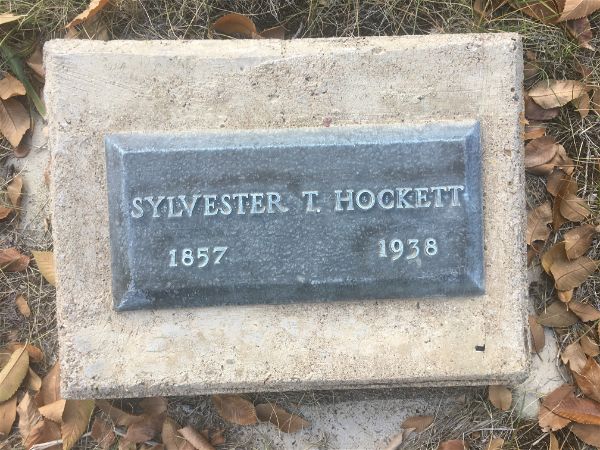 SYLVESTER T. HOCKETT
1857 1938